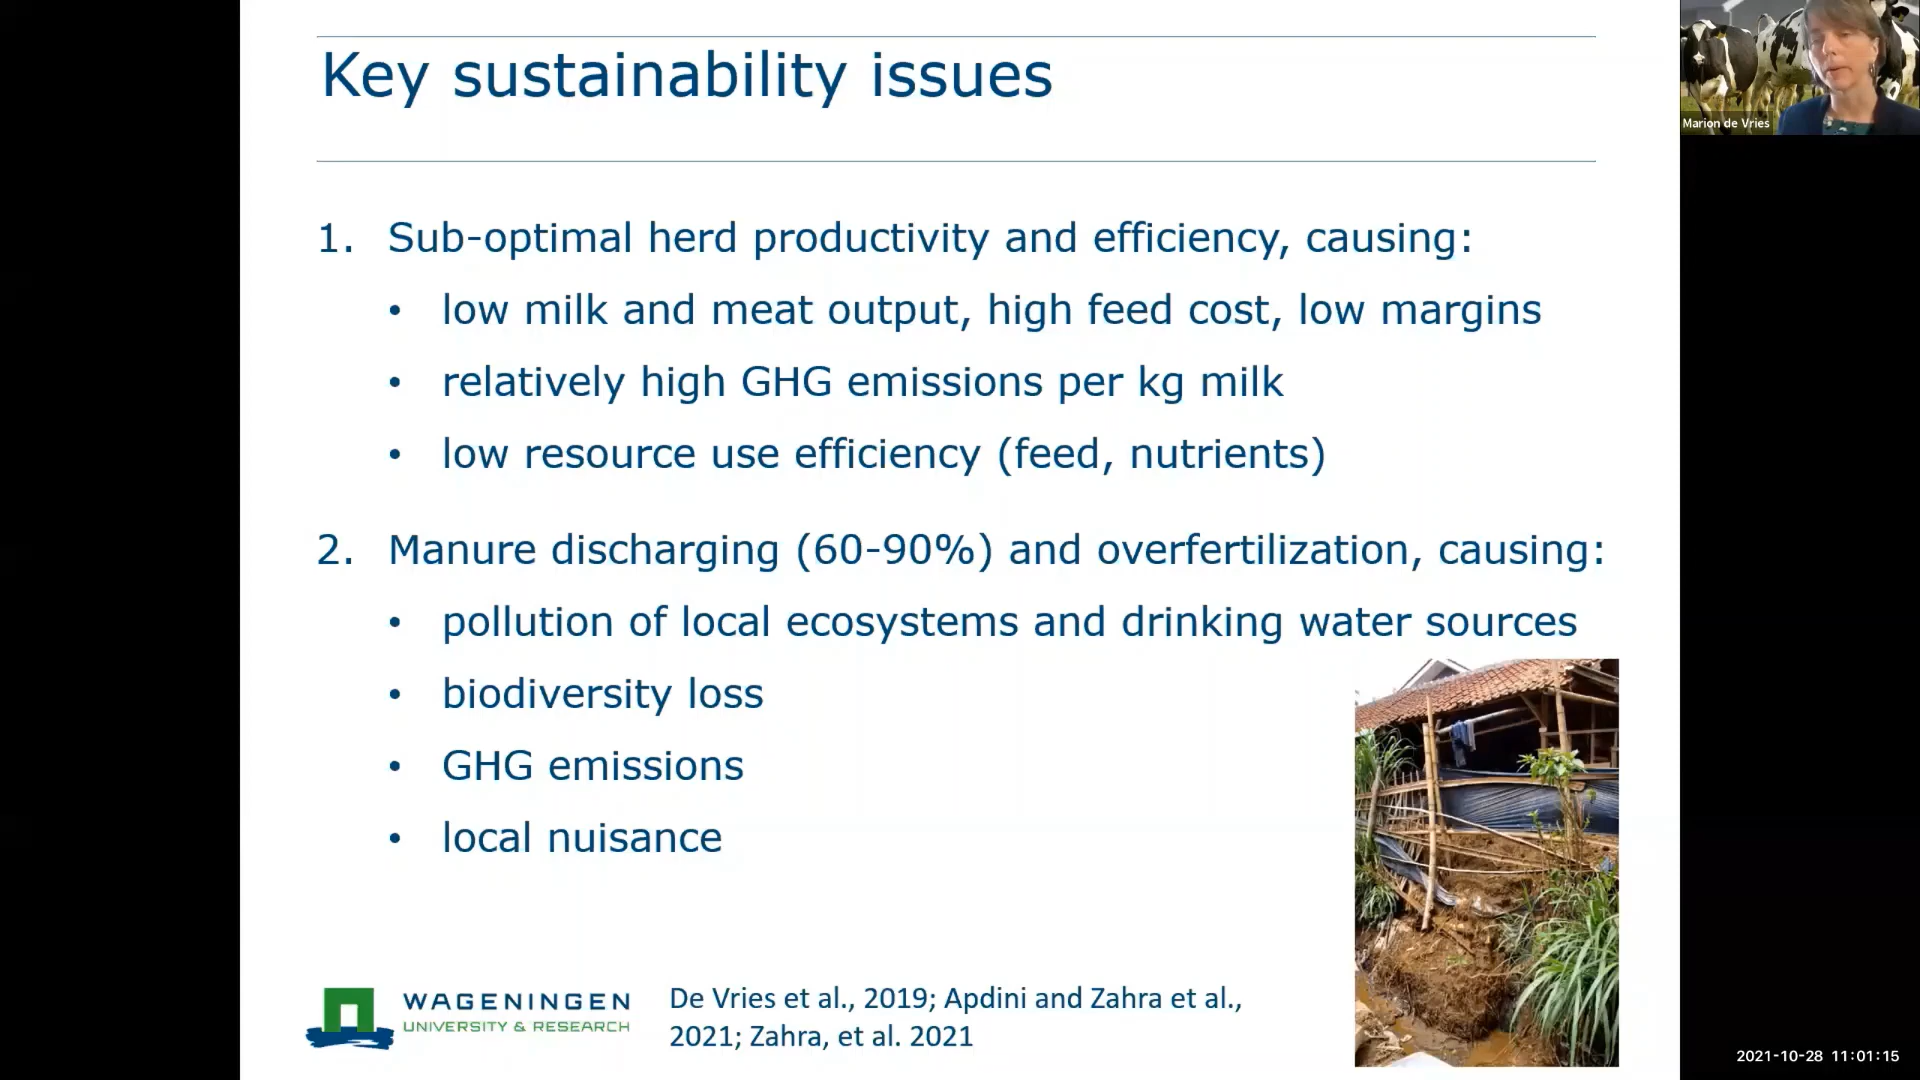 Key sustainability issues
Marion de Vries
1. Sub-optimal herd productivity and efficiency, causing:
• low milk and meat output, high feed cost, low margins
• relatively high GHG emissions per kg milk
• low resource use efficiency (feed, nutrients)
2. Manure discharging (60-90%) and overfertilization, causing:
• pollution of local ecosystems and drinking water sources
• biodiversity loss
• GHG emissions
• local nuisance
WAGENINGEN
UNIVERSITY & RESEARCH
De Vries et al., 2019; Apdini and Zahra et al.,
2021; Zahra, et al. 2021
2021-10-28 11:01:15